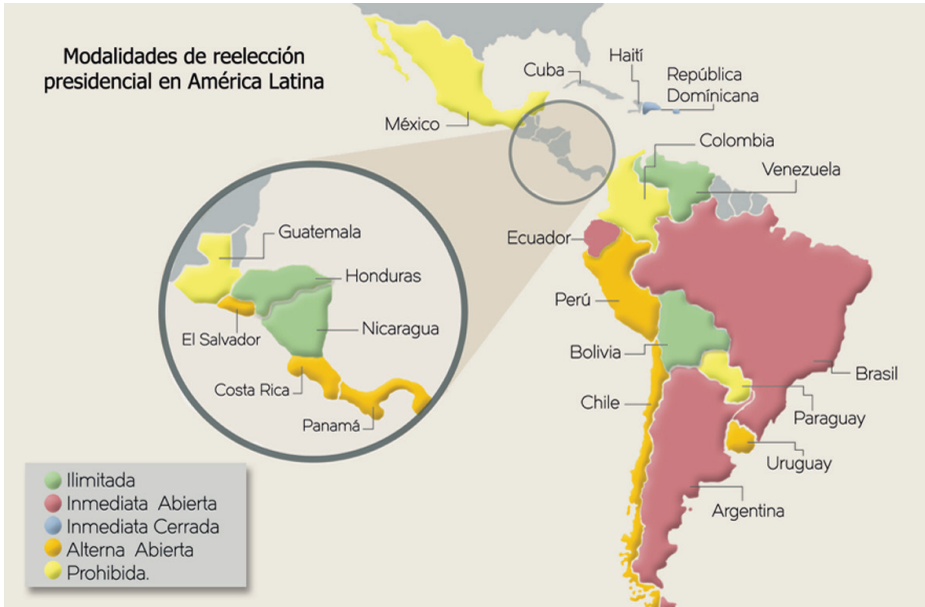 Modalidades de reelección
presidencial en América Latina
Haití
Cuba
República
Domínicana
México
Colombia
Venezuela
Guatemala
Ecuador
Honduras
Perú
Nicaragua
El Salvador
Bolivia
Brasil
Costa Rica
Chile
Paraguay
Panamá
Uruguay
Ilimitada
Inmediata Abierta
Argentina
Inmediata Cerrada
Alterna Abierta
Prohibida.